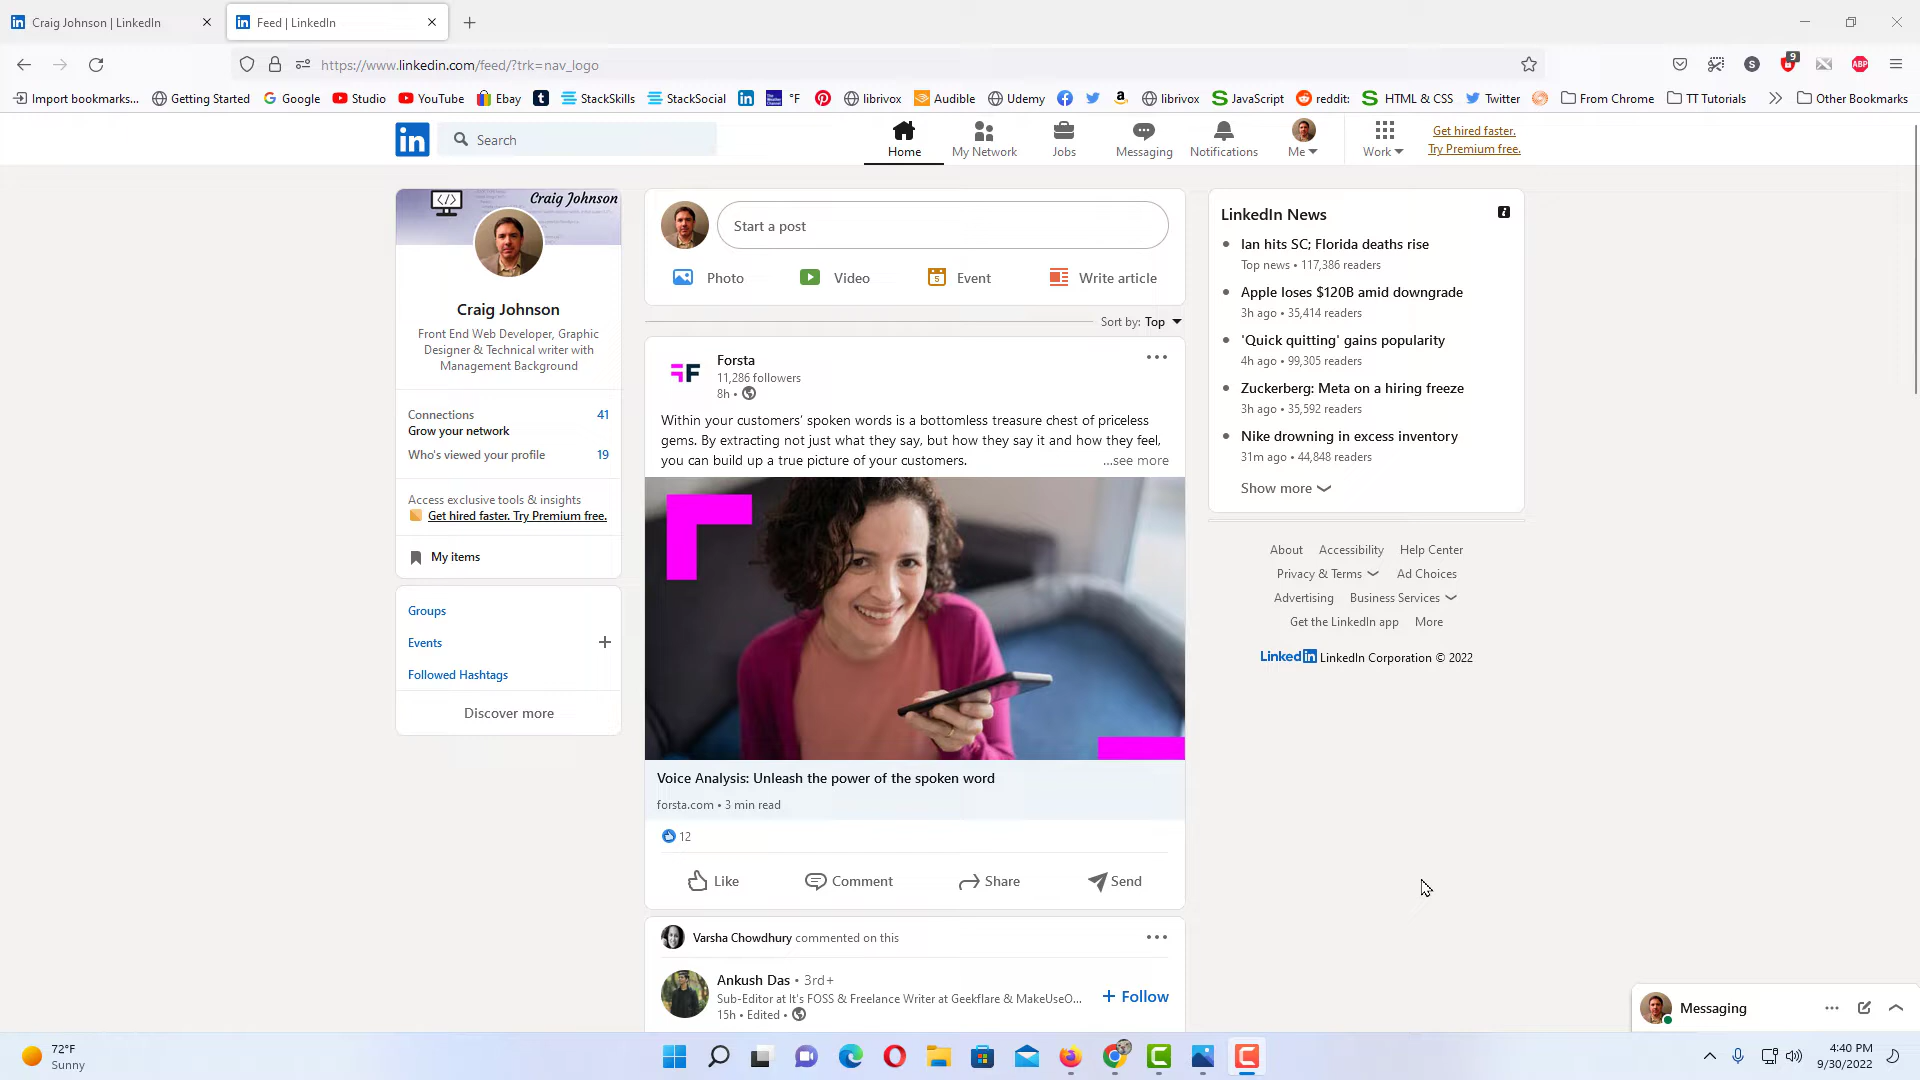 Craig Johnson | LinkedIn
Feed | LinkedIn
https://www.linkedin.com/feed/?trk=nav_logo
9
S
ABP
Import bookmarks...
Getting Started
Google
Studio
YouTube
Ebay
°F
StackSkills
StackSocial
librivox
Audible
Udemy
librivox
JavaScript
reddit:
HTML & CSS
Twitter
From Chrome
TT Tutorials
Other Bookmarks
in
Search
Home
My Network
Jobs
Messaging
Notifications
Me
Work
Get hired faster.
Try Premium free.
Craig Johnson
Craig Johnson
Front End Web Developer, Graphic
Designer & Technical writer with
Management Background
Connections 41
Grow your network
Who's viewed your profile 19
Access exclusive tools & insights
Get hired faster. Try Premium free.
My items
Groups
Events
Followed Hashtags
Discover more
Start a post
Photo
Video
Event
Write article
Sort by: Top
Forsta
11,286 followers
8h •
Within your customers' spoken words is a bottomless treasure chest of priceless
gems. By extracting not just what they say, but how they say it and how they feel,
you can build up a true picture of your customers. ...see more
Voice Analysis: Unleash the power of the spoken word
forsta.com • 3 min read
12
Like
Comment
Share
Send
Varsha Chowdhury commented on this
Ankush Das • 3rd+
Sub-Editor at It's FOSS & Freelance Writer at Geekflare & MakeUseO...
15h • Edited •
+ Follow
LinkedIn News
Ian hits SC; Florida deaths rise
Top news • 117,386 readers
Apple loses $120B amid downgrade
3h ago • 35,414 readers
'Quick quitting' gains popularity
4h ago • 99,305 readers
Zuckerberg: Meta on a hiring freeze
3h ago • 35,592 readers
Nike drowning in excess inventory
31m ago • 44,848 readers
Show more
About Accessibility Help Center
Privacy & Terms Ad Choices
Advertising Business Services
Get the LinkedIn app More
LinkedIn LinkedIn Corporation © 2022
Messaging
72°F
Sunny
4:40 PM
9/30/2022